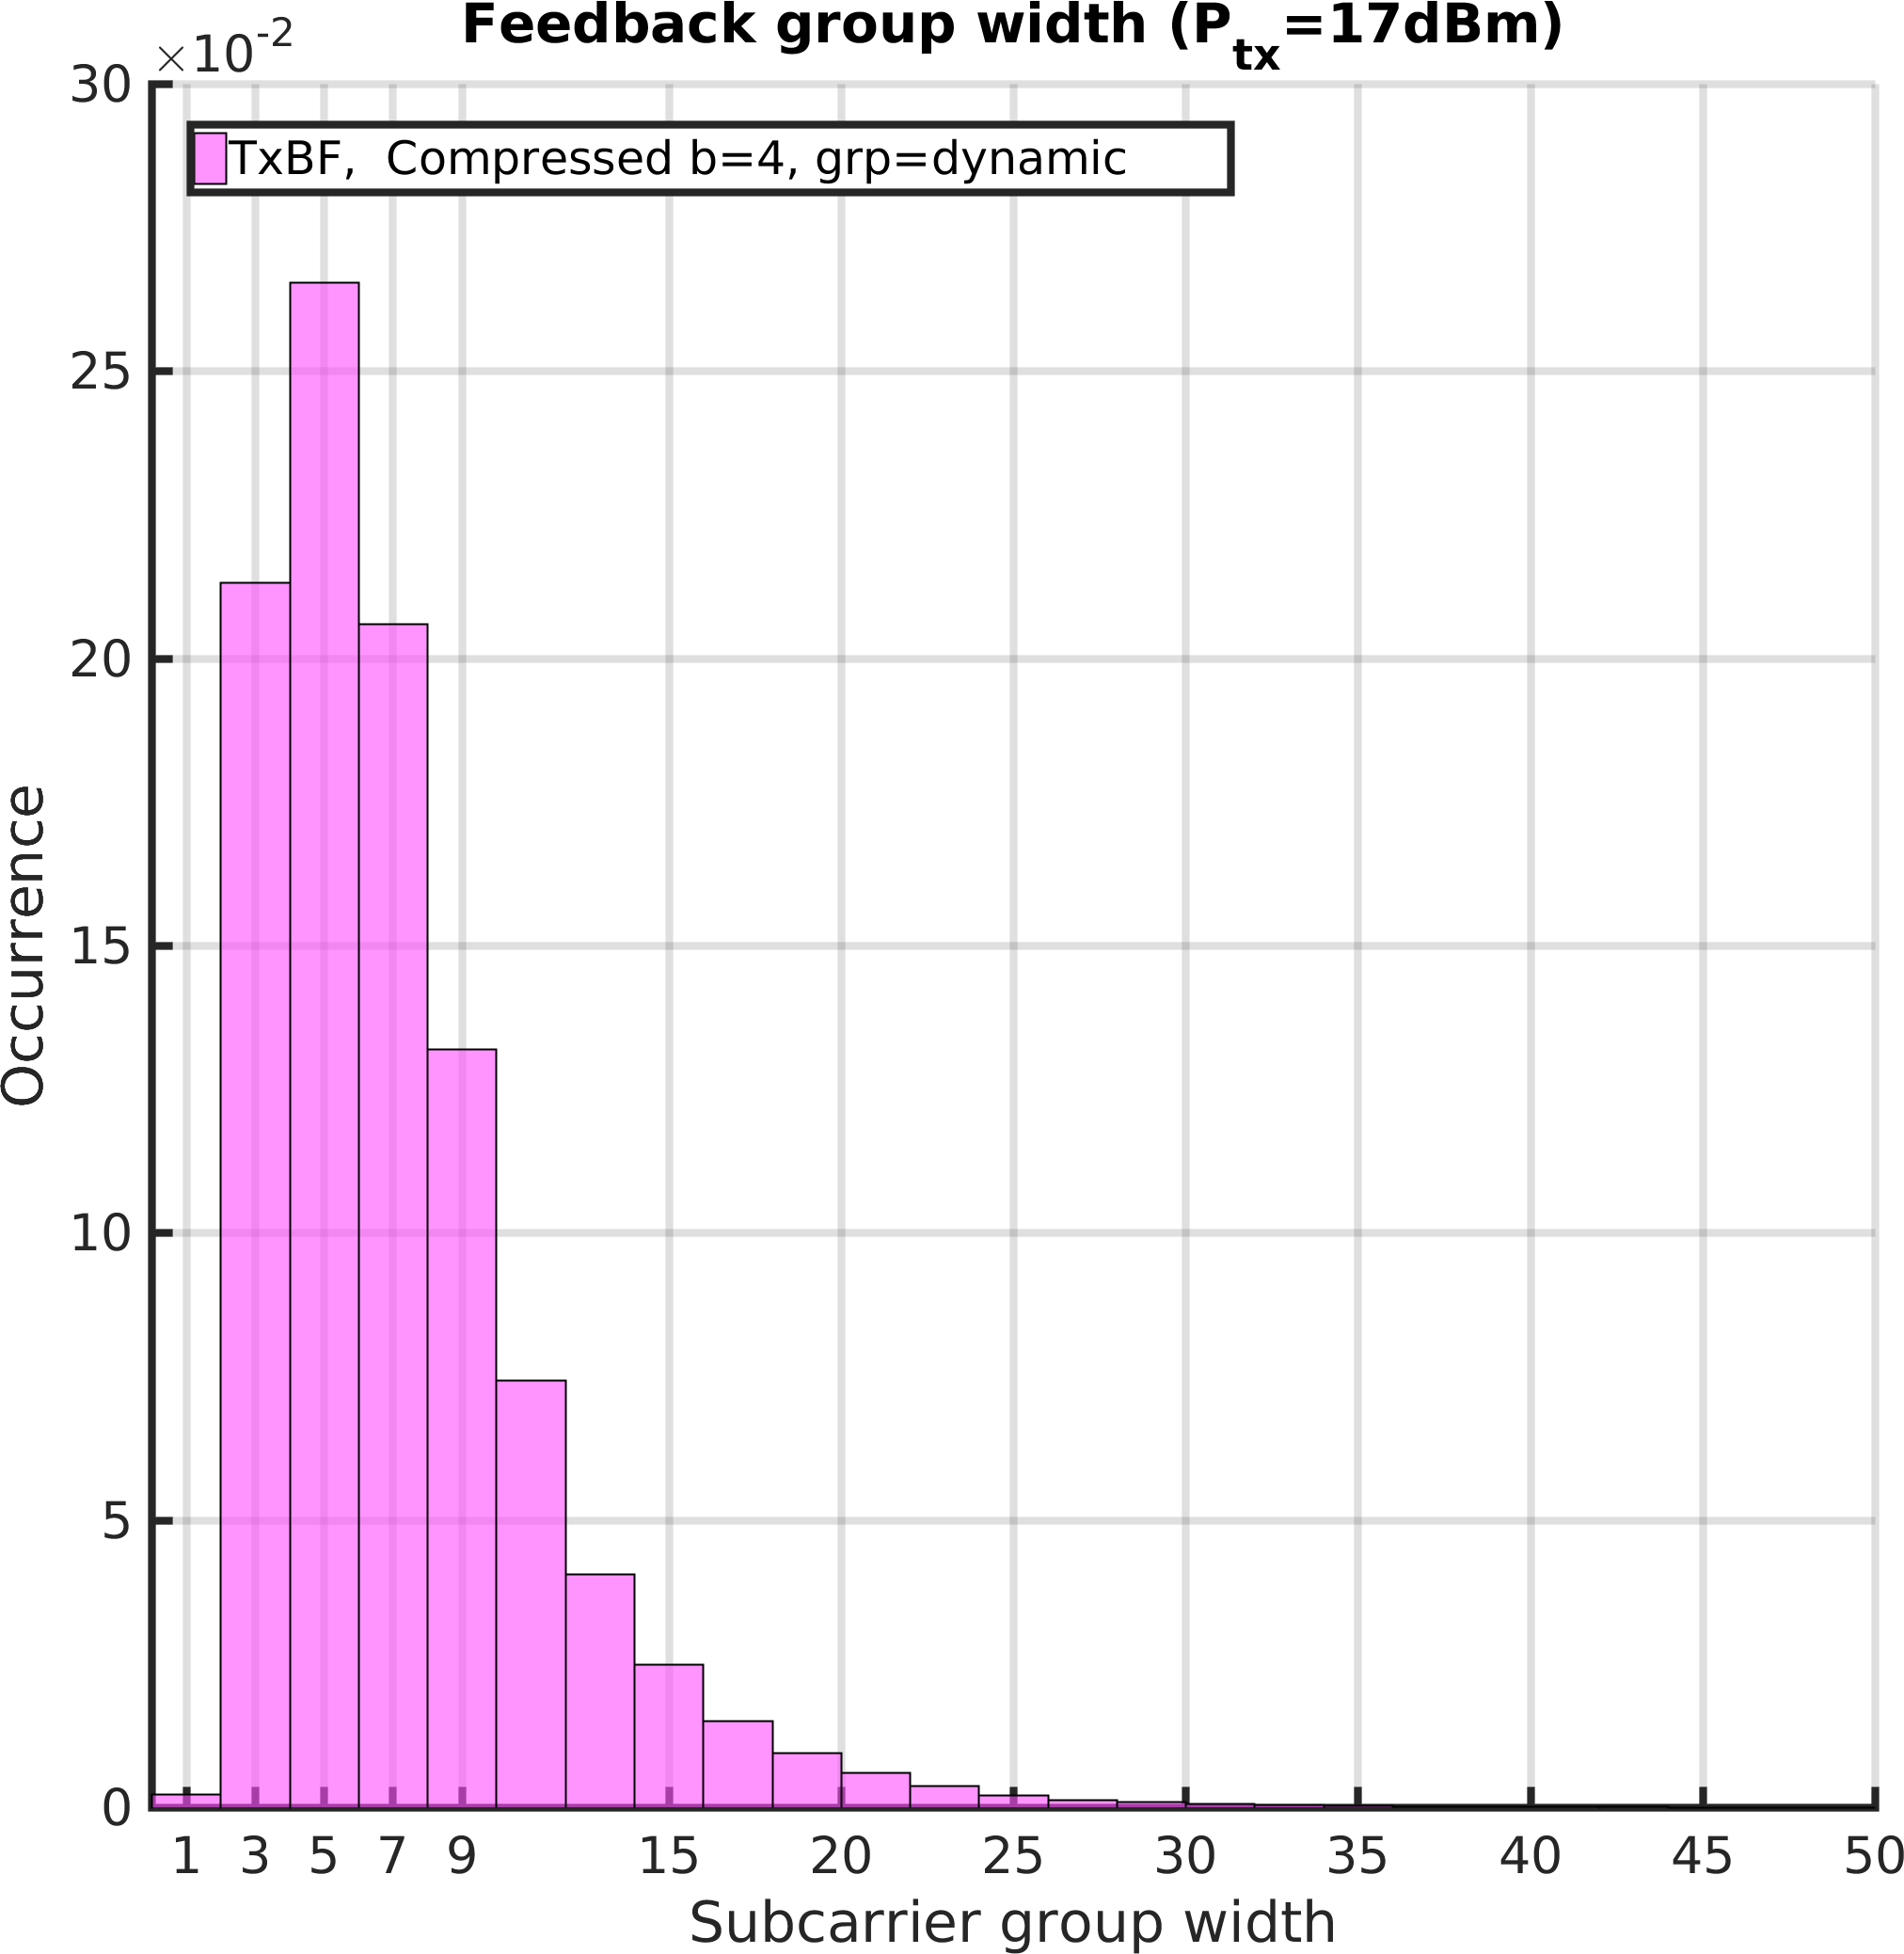 Feedback group width (Ptx=17dBm)
×10-2
TxBF,  Compressed b=4, grp=dynamic
30
25
20
15
10
5
0
Occurrence
1 3 5 7 9 15 20 25 30 35 40 45 50
Subcarrier group width